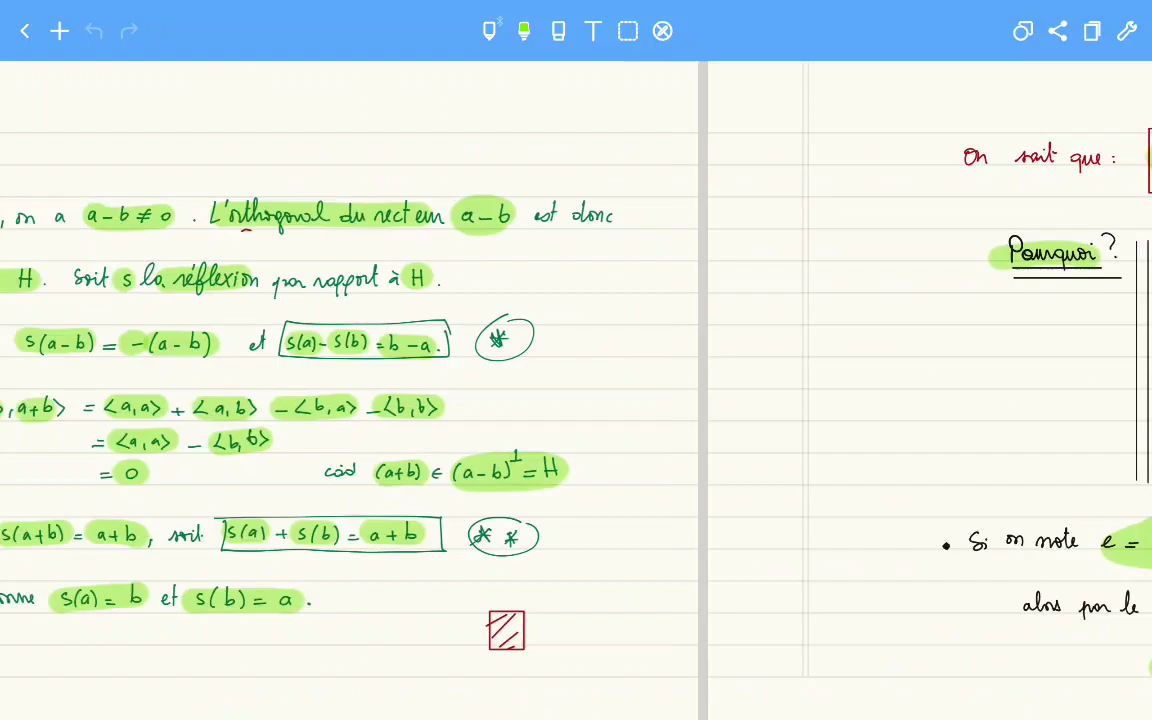 , on a a-b≠0. L'orthogonal du vecteur a-b est donc
H. Soit s la réflexion par rapport à H.
s(a-b) = -(a-b) et s(a)-s(b) = b-a. *
, a+b> = <a,a> + <a,b> - <b,a> - <b,b>
= <a,a> - <b,b>
= 0 càd (a+b) ∈ (a-b)^⊥ = H
s(a+b) = a+b, soit s(a) + s(b) = a+b **
onne s(a) = b et s(b) = a.
On sait que :
Pourquoi ?
• Si on note e =
alors par le